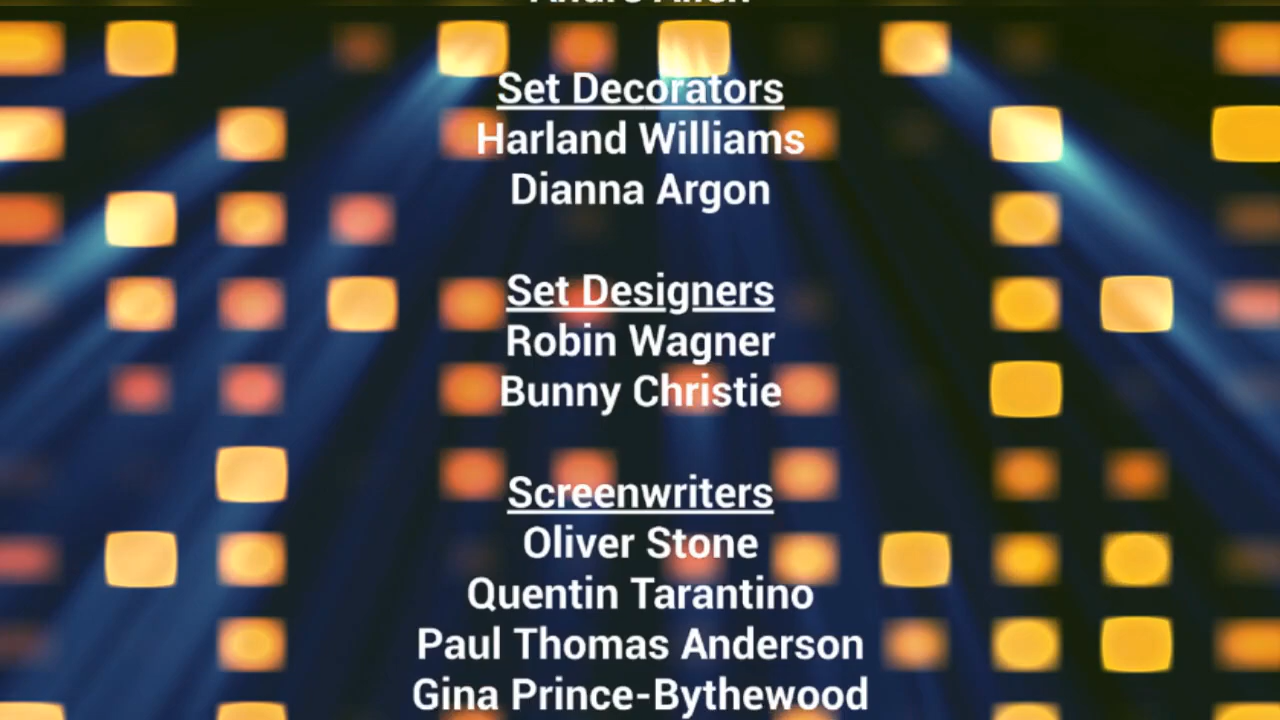 Set Decorators
Harland Williams
Dianna Argon
Set Designers
Robin Wagner
Bunny Christie
Screenwriters
Oliver Stone
Quentin Tarantino
Paul Thomas Anderson
Gina Prince-Bythewood